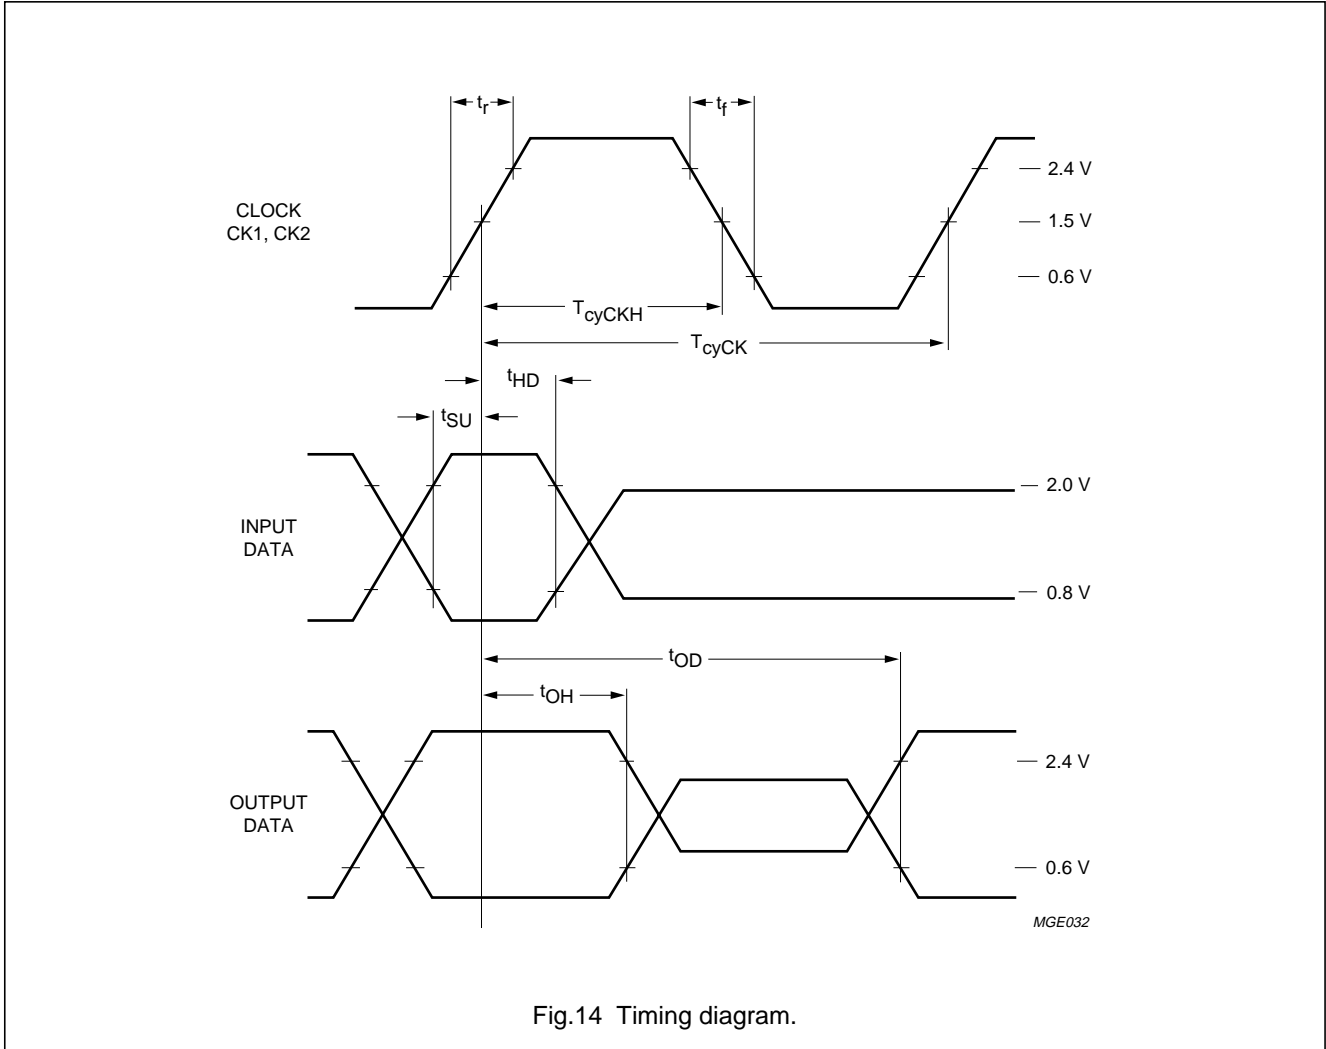 tr
tf
2.4 V
CLOCK
CK1, CK2
1.5 V
0.6 V
TcyCKH
TcyCK
tHD
tSU
2.0 V
INPUT
DATA
0.8 V
tOD
tOH
2.4 V
OUTPUT
DATA
0.6 V
MGE032
Fig.14 Timing diagram.